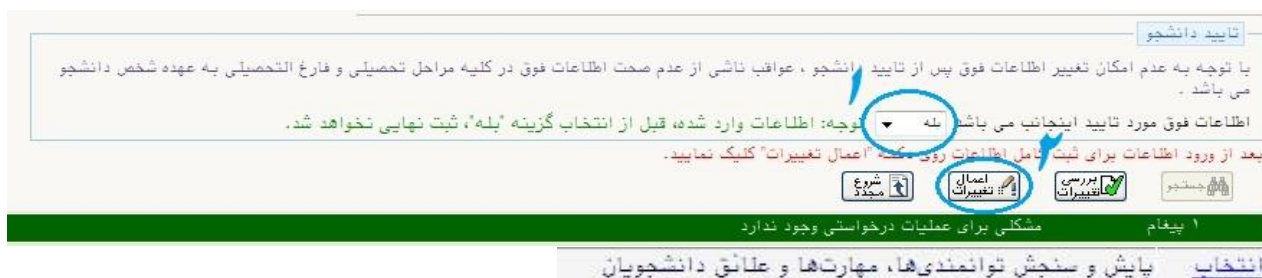 تایید دانشجو
با توجه به عدم امکان تغییر اطلاعات فوق پس از تایید دانشجو ، عواقب ناشی از عدم صحت اطلاعات فوق در کلیه مراحل تحصیلی و فارغ التحصیلی به عهده شخص دانشجو
می باشد .
۱
اطلاعات فوق مورد تایید اینجانب می باشد بله توجه: اطلاعات وارد شده، قبل از انتخاب گزینه "بله"، ثبت نهایی نخواهد شد.
۲
بعد از ورود اطلاعات برای ثبت کامل اطلاعات روی دکمه "اعمال تغییرات" کلیک نمایید.
جستجو بررسی تغییرات اعمال تغییرات شروع مجدد
۱ پیغام مشکلی برای عملیات درخواستی وجود ندارد
انتخاب پایش و سنجش توانمندی‌ها، مهارت‌ها و علائق دانشجویان